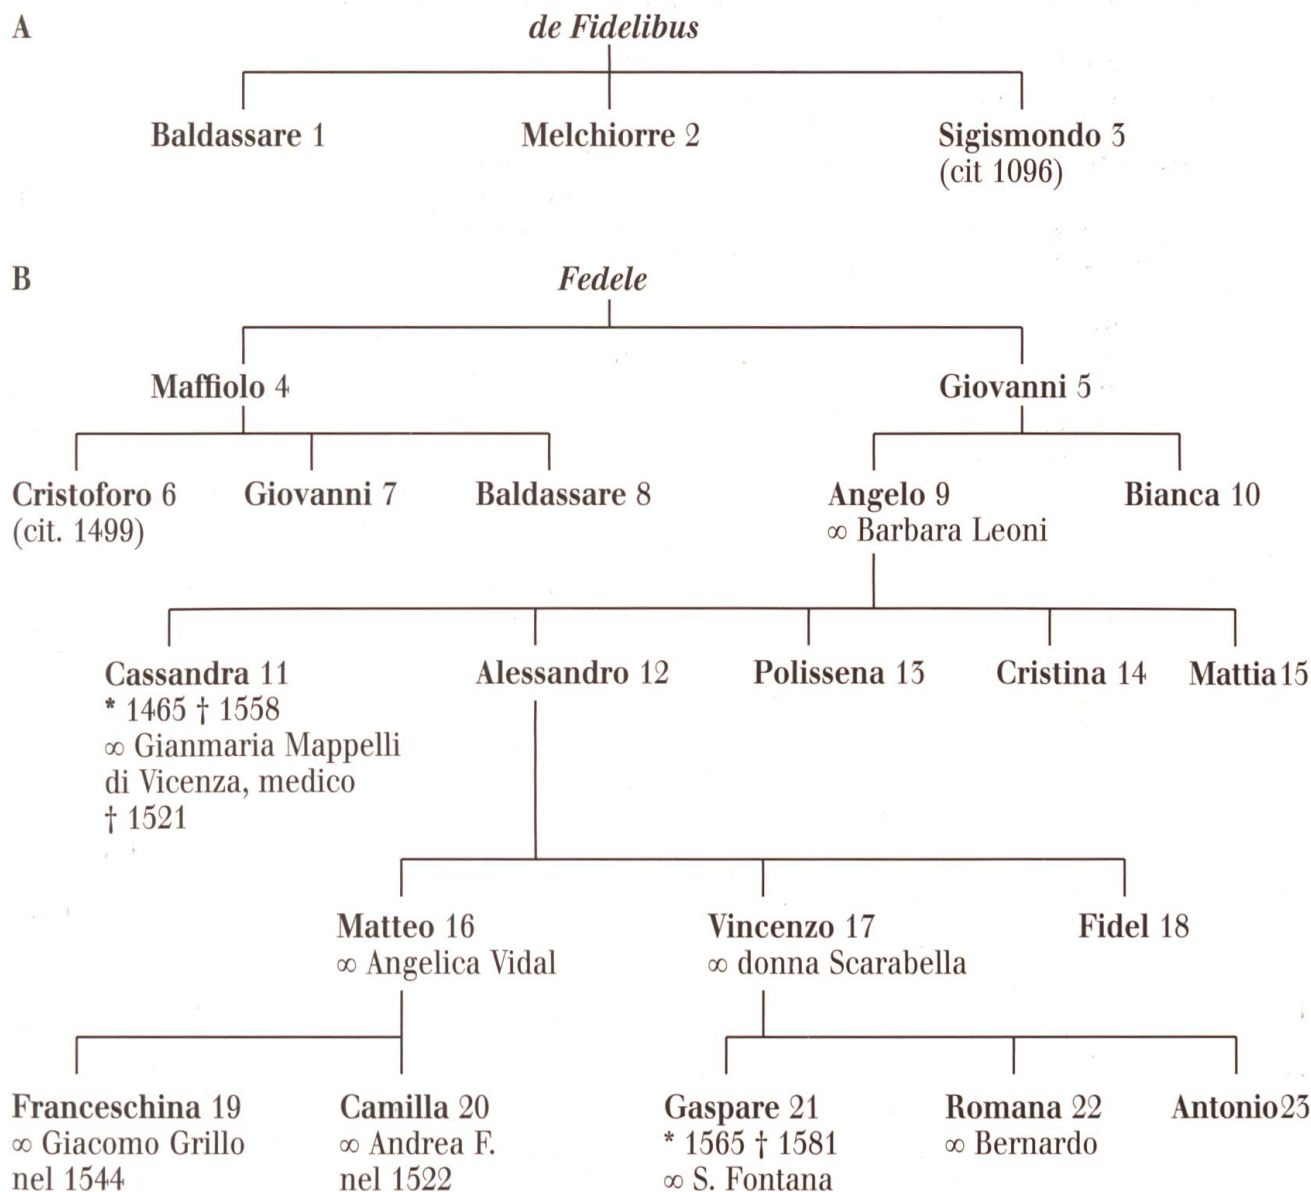 A
de Fidelibus
Baldassare 1
Melchiorre 2
Sigismondo 3
(cit 1096)
B
Fedele
Maffiolo 4
Giovanni 5
Cristoforo 6
(cit. 1499)
Giovanni 7
Baldassare 8
Angelo 9
∞ Barbara Leoni
Bianca 10
Cassandra 11
* 1465 † 1558
∞ Gianmaria Mappelli
di Vicenza, medico
† 1521
Alessandro 12
Polissena 13
Cristina 14
Mattia 15
Matteo 16
∞ Angelica Vidal
Vincenzo 17
∞ donna Scarabella
Fidel 18
Franceschina 19
∞ Giacomo Grillo
nel 1544
Camilla 20
∞ Andrea F.
nel 1522
Gaspare 21
* 1565 † 1581
∞ S. Fontana
Romana 22
∞ Bernardo
Antonio 23